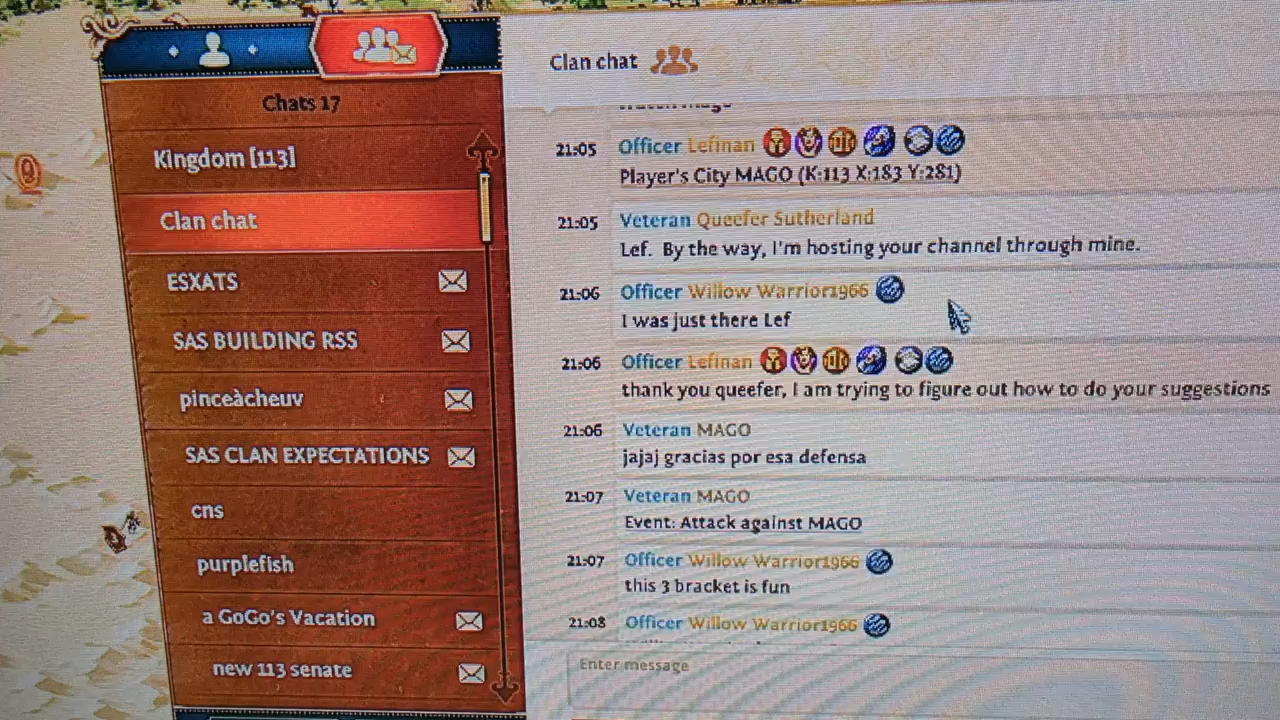 Chats 17
Kingdom [113]
Clan chat
ESXATS
SAS BUILDING RSS
pinceàcheuv
SAS CLAN EXPECTATIONS
cns
purplefish
a GoGo's Vacation
new 113 senate
Clan chat
21:05 Officer Lefinan
Player's City MAGO (K:113 X:183 Y:281)
21:05 Veteran Queefer Sutherland
Lef. By the way, I'm hosting your channel through mine.
21:06 Officer Willow Warrior1966
I was just there Lef
21:06 Officer Lefinan
thank you queefer, I am trying to figure out how to do your suggestions
21:06 Veteran MAGO
jajaj gracias por esa defensa
21:07 Veteran MAGO
Event: Attack against MAGO
21:07 Officer Willow Warrior1966
this 3 bracket is fun
21:08 Officer Willow Warrior1966
Enter message